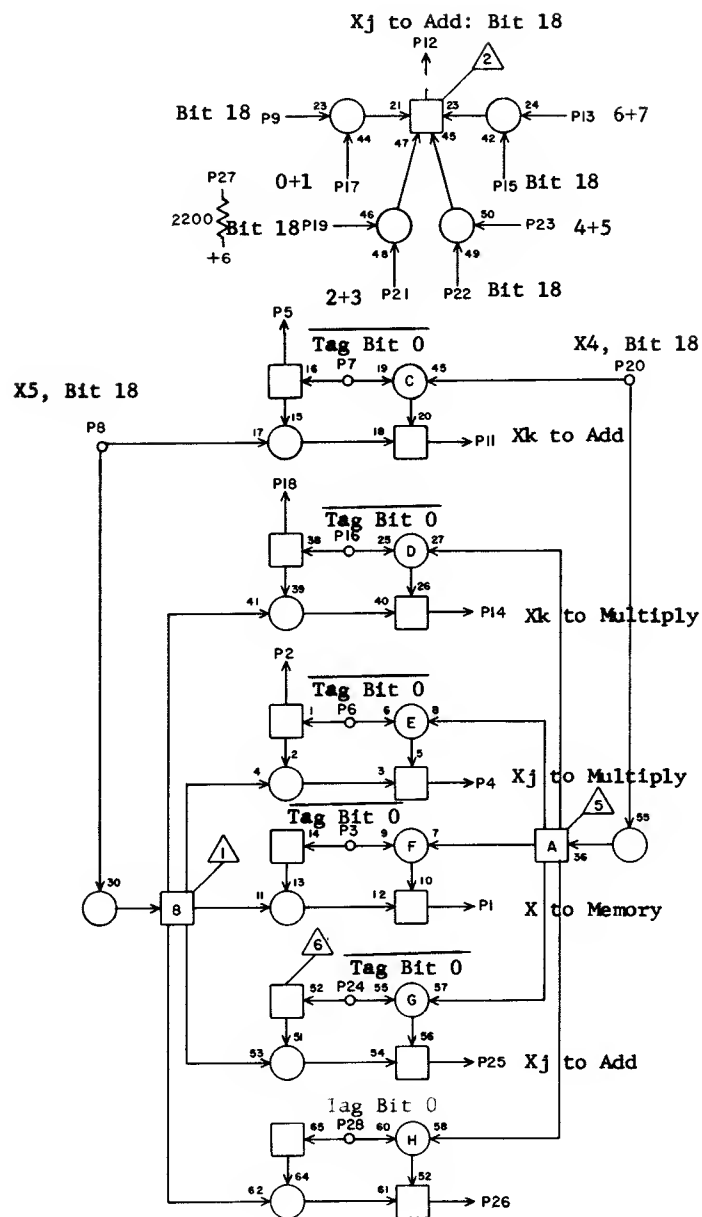 Xj to Add: Bit 18
P12
2
Bit 18 P9 23 21 23 24 P13 6+7
44 47 45 42
P27 0+1 P17 P15 Bit 18
2200 Bit 18 P19 46 50 P23 4+5
+6 48 49
2+3 P21 P22 Bit 18
P5 Tag Bit 0 X4, Bit 18
P7 P20
X5, Bit 18 16 19 C 45
P8 15 20
17 18 P11 Xk to Add
P18 Tag Bit 0
P16
38 25 D 27
39 26
41 40 P14 Xk to Multiply
P2 Tag Bit 0
1 P6 6 E 8
2 5
4 3 P4 Xj to Multiply
Tag Bit 0
14 P3 9 F 7 A 5 36 55
1 13 10
30 8 11 12 P1 X to Memory
6 Tag Bit 0
52 P24 55 G 57
51 56
53 54 P25 Xj to Add
Tag Bit 0
65 P28 60 H 58
64 52
62 61 P26